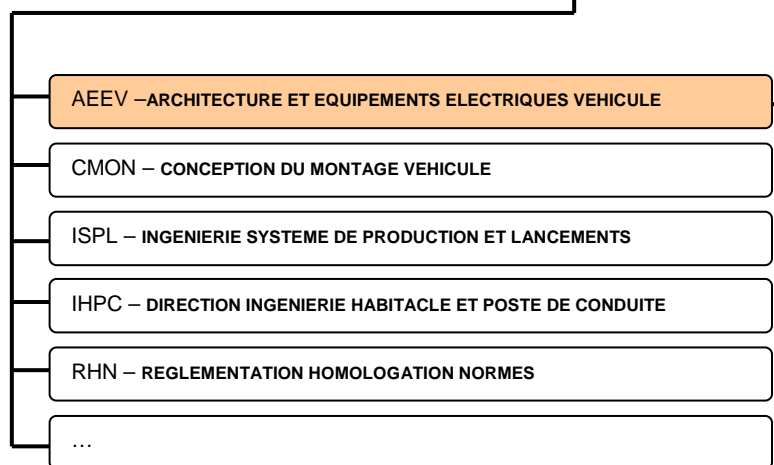 AEEV –ARCHITECTURE ET EQUIPEMENTS ELECTRIQUES VEHICULE
CMON – CONCEPTION DU MONTAGE VEHICULE
ISPL – INGENIERIE SYSTEME DE PRODUCTION ET LANCEMENTS
IHPC – DIRECTION INGENIERIE HABITACLE ET POSTE DE CONDUITE
RHN – REGLEMENTATION HOMOLOGATION NORMES
…